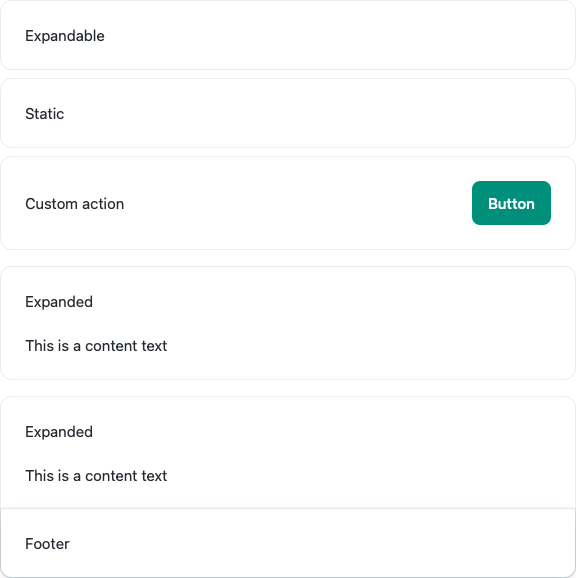 Expandable
Static
Custom action
Button
Expanded
This is a content text
Expanded
This is a content text
Footer